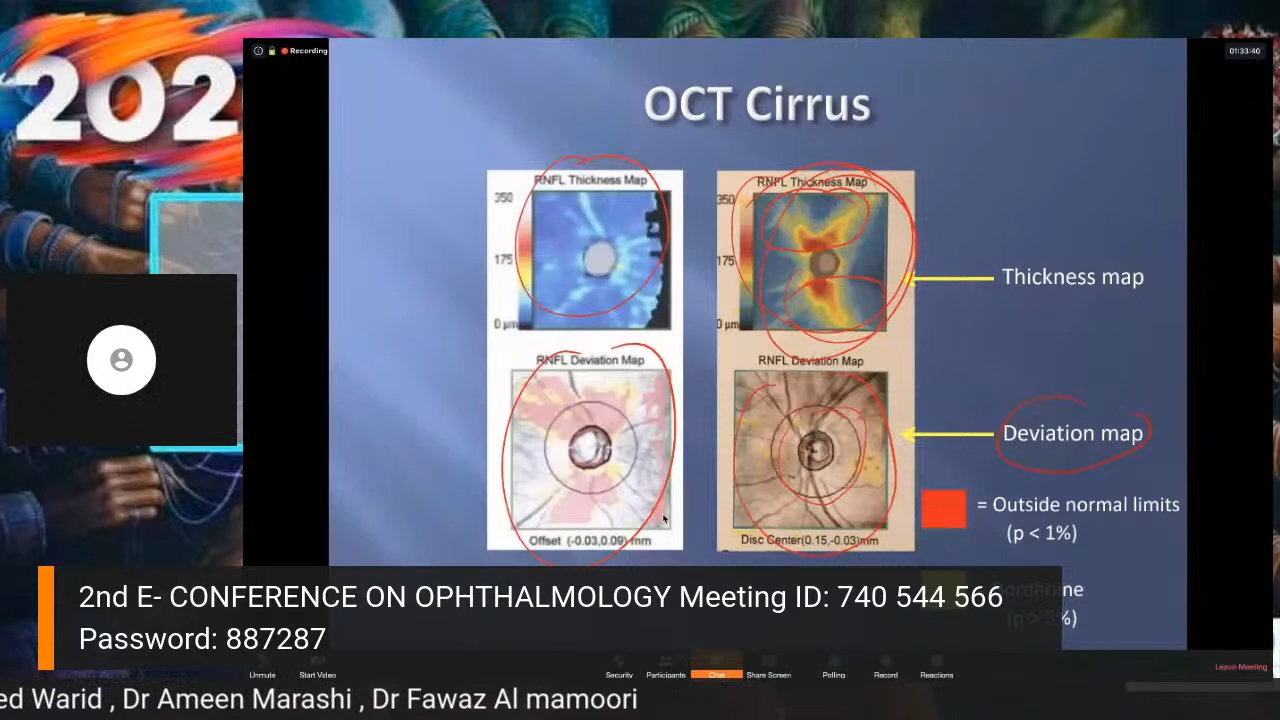 202
Recording
01:33:40
OCT Cirrus
RNFL Thickness Map
350
175
0 µm
RNFL Thickness Map
350
175
0 µm
Thickness map
RNFL Deviation Map
Offset (-0.03,0.09) mm
RNFL Deviation Map
Disc Center(0.15,-0.03)mm
Deviation map
= Outside normal limits
(p < 1%)
2nd E- CONFERENCE ON OPHTHALMOLOGY Meeting ID: 740 544 566
Password: 887287
Unmute Start Video Security Participants Chat Share Screen Polling Record Reactions
Leave Meeting
ed Warid , Dr Ameen Marashi , Dr Fawaz Al mamoori